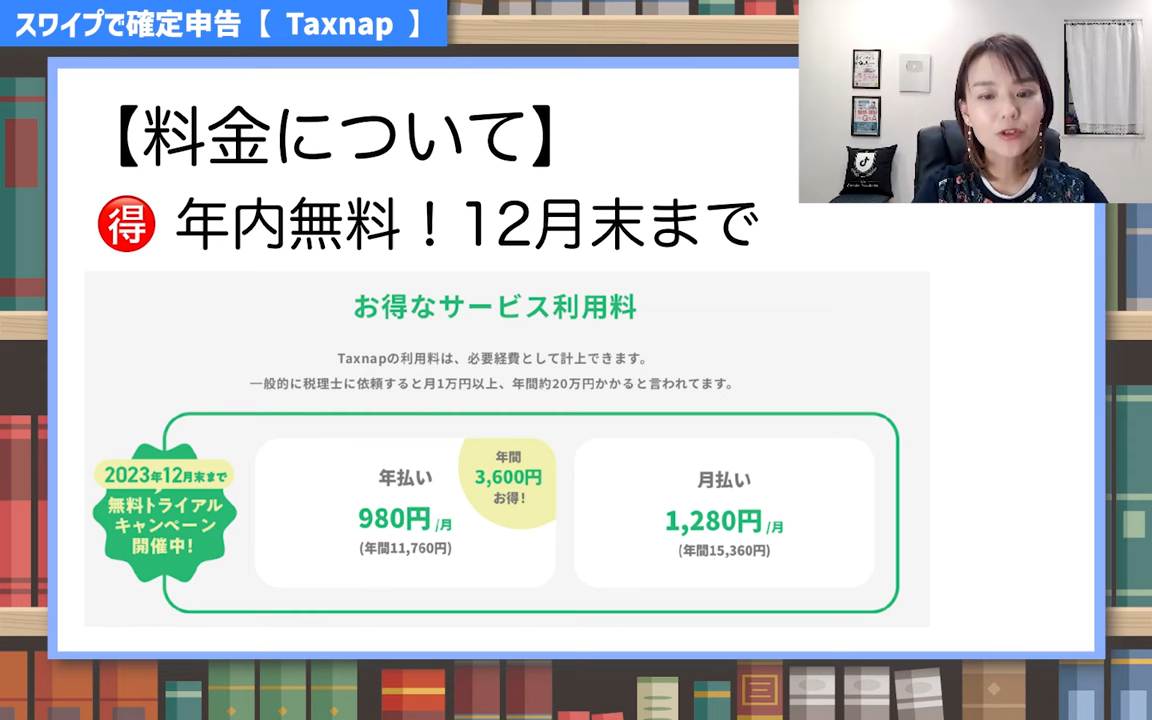 スワイプで確定申告【 Taxnap 】
【料金について】
得 年内無料！12月末まで
お得なサービス利用料
Taxnapの利用料は、必要経費として計上できます。
一般的に税理士に依頼すると月1万円以上、年間約20万円かかると言われてます。
2023年12月末まで
無料トライアル
キャンペーン
開催中!
年払い
980円/月
(年間11,760円)
年間
3,600円
お得!
月払い
1,280円/月
(年間15,360円)